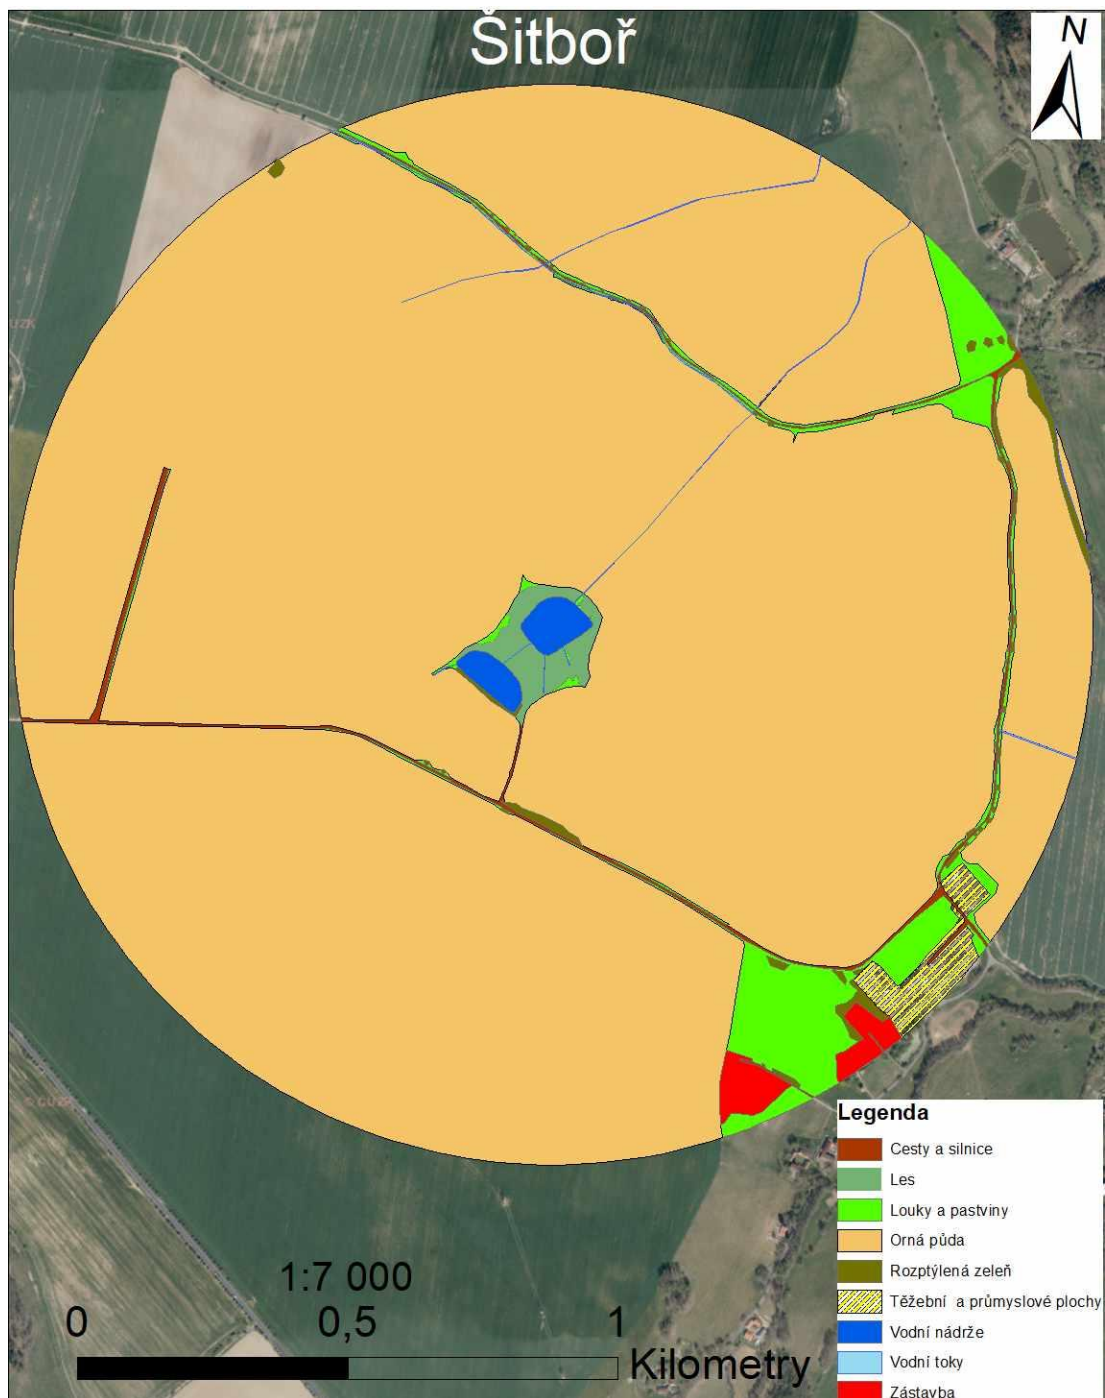 Šitboř
N
Legenda
Cesty a silnice
Les
Louky a pastviny
Orná půda
Rozptýlená zeleň
Těžební a průmyslové plochy
Vodní nádrže
Vodní toky
Zástavba
1:7 000
0 0,5 1
Kilometry